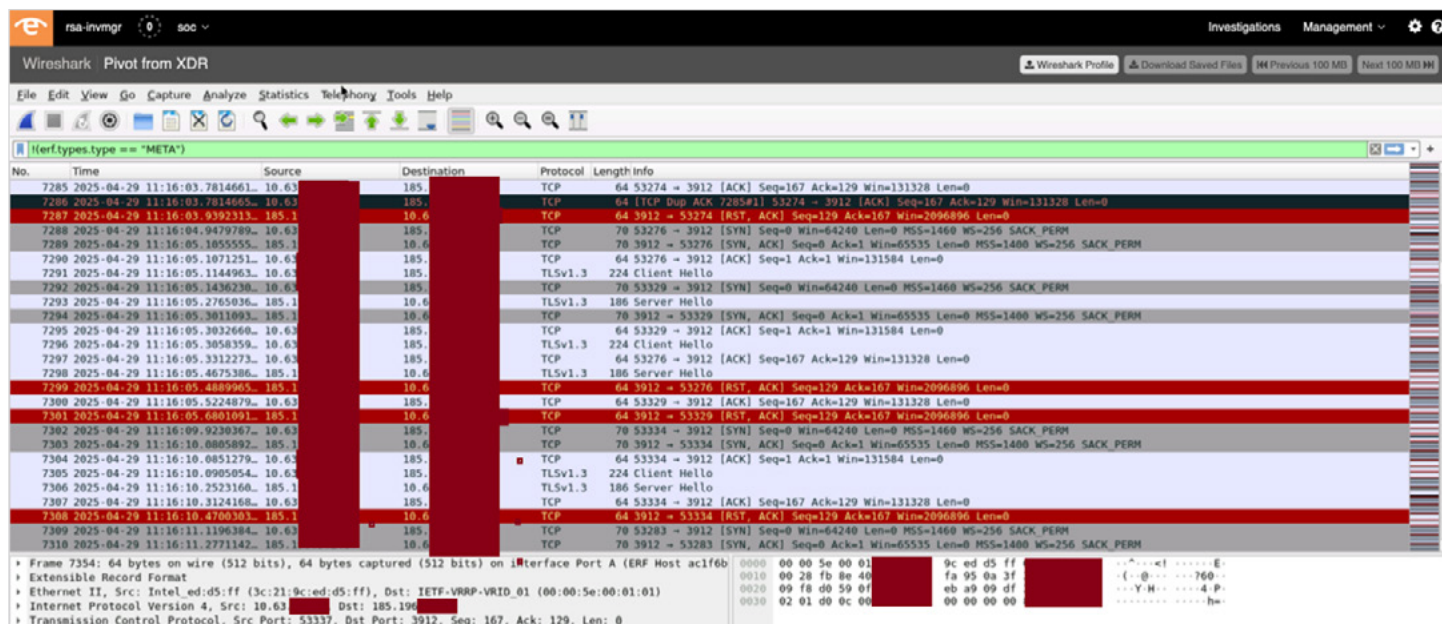 rsa-invmgr 0 soc Investigations Management
Wireshark Pivot from XDR Wireshark Profile Download Saved Files Previous 100 MB Next 100 MB
File Edit View Go Capture Analyze Statistics Telephony Tools Help
!(erf.types.type == "META")
No. Time Source Destination Protocol Length Info
7285 2025-04-29 11:16:03.7814661… 10.63 185. TCP 64 53274 → 3912 [ACK] Seq=167 Ack=129 Win=131328 Len=0
7286 2025-04-29 11:16:03.7814665… 10.63 185. TCP 64 [TCP Dup ACK 7285#1] 53274 → 3912 [ACK] Seq=167 Ack=129 Win=131328 Len=0
7287 2025-04-29 11:16:03.9392313… 185.1 10.6 TCP 64 3912 → 53274 [RST, ACK] Seq=129 Ack=167 Win=2096896 Len=0
7288 2025-04-29 11:16:04.9479789… 10.63 185. TCP 70 53276 → 3912 [SYN] Seq=0 Win=64240 Len=0 MSS=1460 WS=256 SACK_PERM
7289 2025-04-29 11:16:05.1055555… 185.1 10.6 TCP 70 3912 → 53276 [SYN, ACK] Seq=0 Ack=1 Win=65535 Len=0 MSS=1400 WS=256 SACK_PERM
7290 2025-04-29 11:16:05.1071251… 10.63 185. TCP 64 53276 → 3912 [ACK] Seq=1 Ack=1 Win=131584 Len=0
7291 2025-04-29 11:16:05.1144963… 10.63 185. TLSv1.3 224 Client Hello
7292 2025-04-29 11:16:05.1436230… 10.63 185. TCP 70 53329 → 3912 [SYN] Seq=0 Win=64240 Len=0 MSS=1460 WS=256 SACK_PERM
7293 2025-04-29 11:16:05.2765036… 185.1 10.6 TLSv1.3 186 Server Hello
7294 2025-04-29 11:16:05.3011093… 185.1 10.6 TCP 70 3912 → 53329 [SYN, ACK] Seq=0 Ack=1 Win=65535 Len=0 MSS=1400 WS=256 SACK_PERM
7295 2025-04-29 11:16:05.3032660… 10.63 185. TCP 64 53329 → 3912 [ACK] Seq=1 Ack=1 Win=131584 Len=0
7296 2025-04-29 11:16:05.3058359… 10.63 185. TLSv1.3 224 Client Hello
7297 2025-04-29 11:16:05.3312273… 10.63 185. TCP 64 53276 → 3912 [ACK] Seq=167 Ack=129 Win=131328 Len=0
7298 2025-04-29 11:16:05.4675386… 185.1 10.6 TLSv1.3 186 Server Hello
7299 2025-04-29 11:16:05.4889965… 185.1 10.6 TCP 64 3912 → 53276 [RST, ACK] Seq=129 Ack=167 Win=2096896 Len=0
7300 2025-04-29 11:16:05.5224879… 10.63 185. TCP 64 53329 → 3912 [ACK] Seq=167 Ack=129 Win=131328 Len=0
7301 2025-04-29 11:16:05.6801091… 185.1 10.6 TCP 64 3912 → 53329 [RST, ACK] Seq=129 Ack=167 Win=2096896 Len=0
7302 2025-04-29 11:16:09.9230367… 10.63 185. TCP 70 53334 → 3912 [SYN] Seq=0 Win=64240 Len=0 MSS=1460 WS=256 SACK_PERM
7303 2025-04-29 11:16:10.0805892… 185.1 10.6 TCP 70 3912 → 53334 [SYN, ACK] Seq=0 Ack=1 Win=65535 Len=0 MSS=1400 WS=256 SACK_PERM
7304 2025-04-29 11:16:10.0851279… 10.63 185. TCP 64 53334 → 3912 [ACK] Seq=1 Ack=1 Win=131584 Len=0
7305 2025-04-29 11:16:10.0905054… 10.63 185. TLSv1.3 224 Client Hello
7306 2025-04-29 11:16:10.2523160… 185.1 10.6 TLSv1.3 186 Server Hello
7307 2025-04-29 11:16:10.3124168… 10.63 185. TCP 64 53334 → 3912 [ACK] Seq=167 Ack=129 Win=131328 Len=0
7308 2025-04-29 11:16:10.4700303… 185.1 10.6 TCP 64 3912 → 53334 [RST, ACK] Seq=129 Ack=167 Win=2096896 Len=0
7309 2025-04-29 11:16:11.1196384… 10.63 185. TCP 70 53283 → 3912 [SYN] Seq=0 Win=64240 Len=0 MSS=1460 WS=256 SACK_PERM
7310 2025-04-29 11:16:11.2771142… 185.1 10.6 TCP 70 3912 → 53283 [SYN, ACK] Seq=0 Ack=1 Win=65535 Len=0 MSS=1400 WS=256 SACK_PERM
Frame 7354: 64 bytes on wire (512 bits), 64 bytes captured (512 bits) on interface Port A (ERF Host ac1f6b
Extensible Record Format
Ethernet II, Src: Intel_ed:d5:ff (3c:21:9c:ed:d5:ff), Dst: IETF-VRRP-VRID_01 (00:00:5e:00:01:01)
Internet Protocol Version 4, Src: 10.63. Dst: 185.196
Transmission Control Protocol, Src Port: 53337, Dst Port: 3912, Seq: 167, Ack: 129, Len: 0
0000 00 00 5e 00 01 9c ed d5 ff
0010 00 28 fb 8e 40 fa 95 0a 3f
0020 09 f8 d0 59 0f eb a9 09 df
0030 02 01 d0 0c 00 00 00 00 00